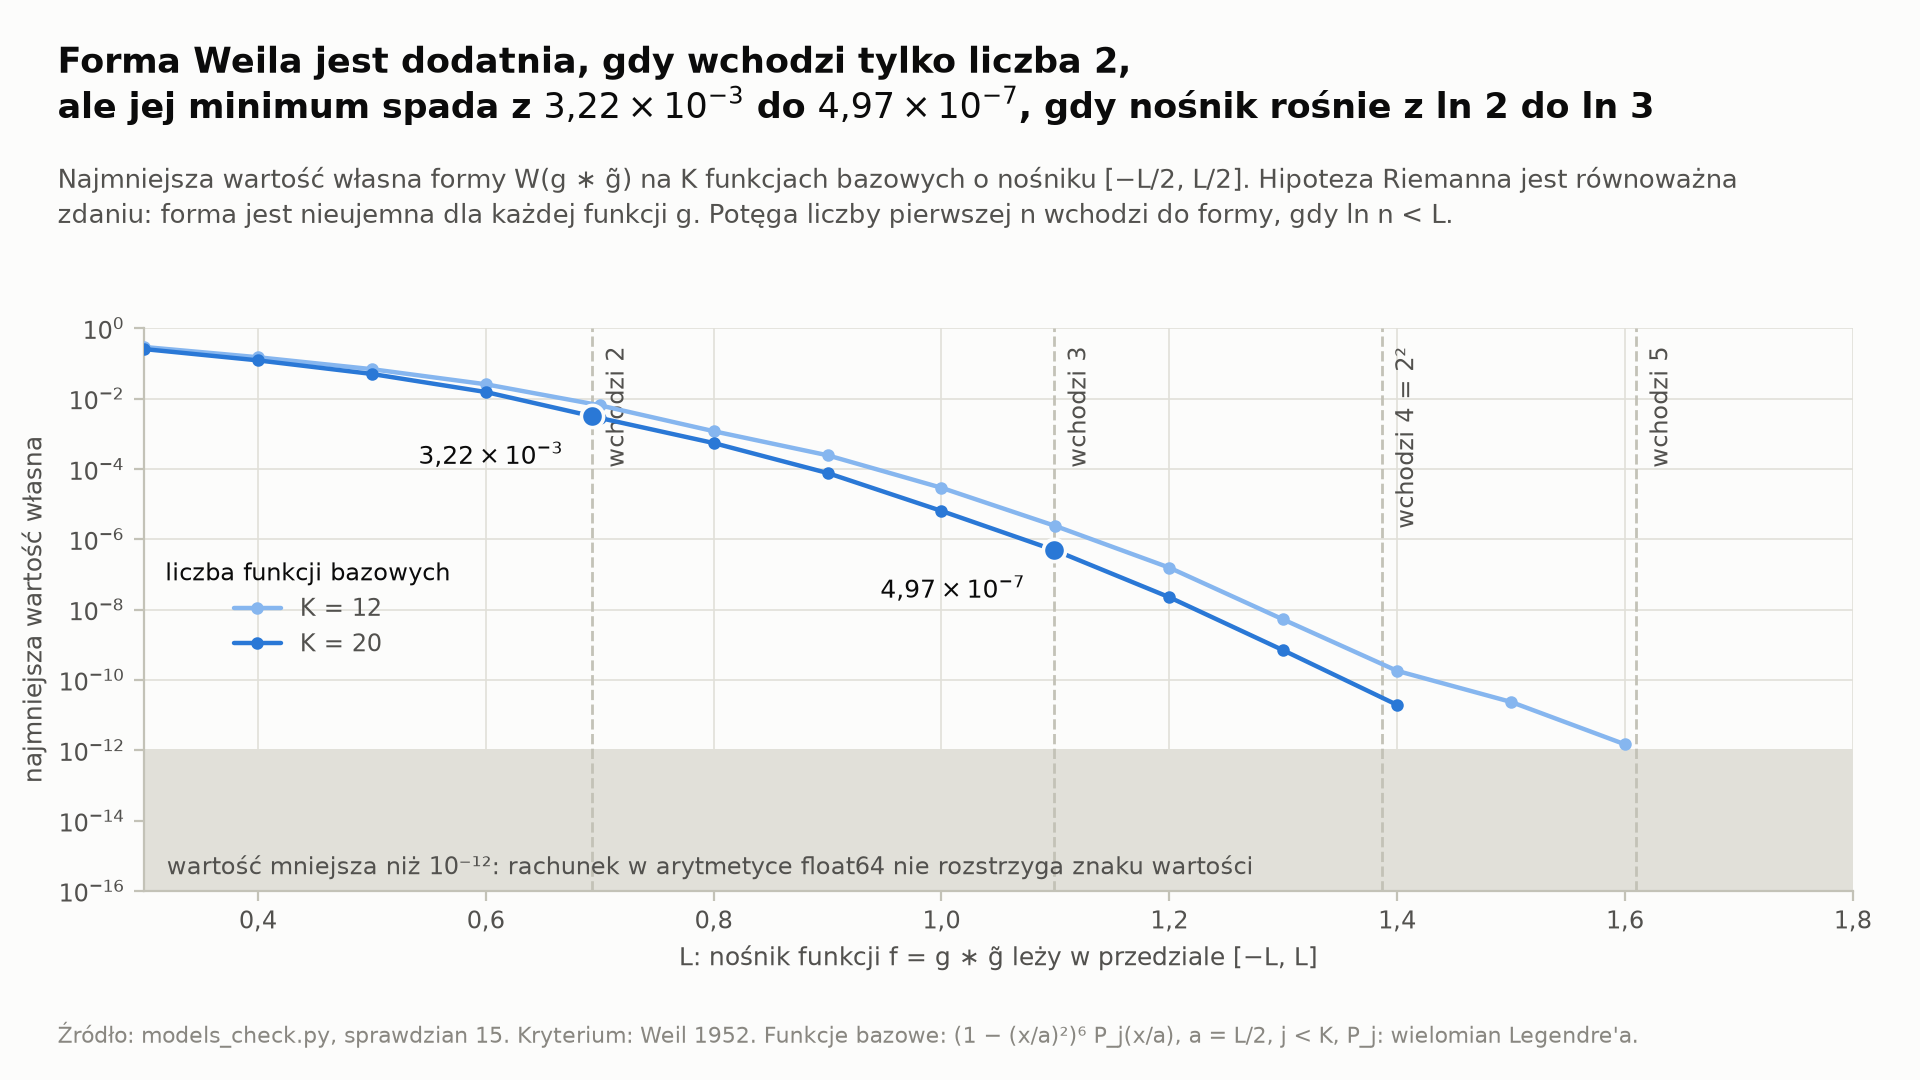 Forma Weila jest dodatnia, gdy wchodzi tylko liczba 2,
ale jej minimum spada z 3,22 × 10⁻³ do 4,97 × 10⁻⁷, gdy nośnik rośnie z ln 2 do ln 3
Najmniejsza wartość własna formy W(g ∗ g̃) na K funkcjach bazowych o nośniku [−L/2, L/2]. Hipoteza Riemanna jest równoważna
zdaniu: forma jest nieujemna dla każdej funkcji g. Potęga liczby pierwszej n wchodzi do formy, gdy ln n < L.
najmniejsza wartość własna
10⁰
10⁻²
10⁻⁴
10⁻⁶
10⁻⁸
10⁻¹⁰
10⁻¹²
10⁻¹⁴
10⁻¹⁶
wchodzi 2
wchodzi 3
wchodzi 4 = 2²
wchodzi 5
3,22 × 10⁻³
4,97 × 10⁻⁷
liczba funkcji bazowych
K = 12
K = 20
wartość mniejsza niż 10⁻¹²: rachunek w arytmetyce float64 nie rozstrzyga znaku wartości
0,4 0,6 0,8 1,0 1,2 1,4 1,6 1,8
L: nośnik funkcji f = g ∗ g̃ leży w przedziale [−L, L]
Źródło: models_check.py, sprawdzian 15. Kryterium: Weil 1952. Funkcje bazowe: (1 − (x/a)²)⁶ P_j(x/a), a = L/2, j < K, P_j: wielomian Legendre'a.